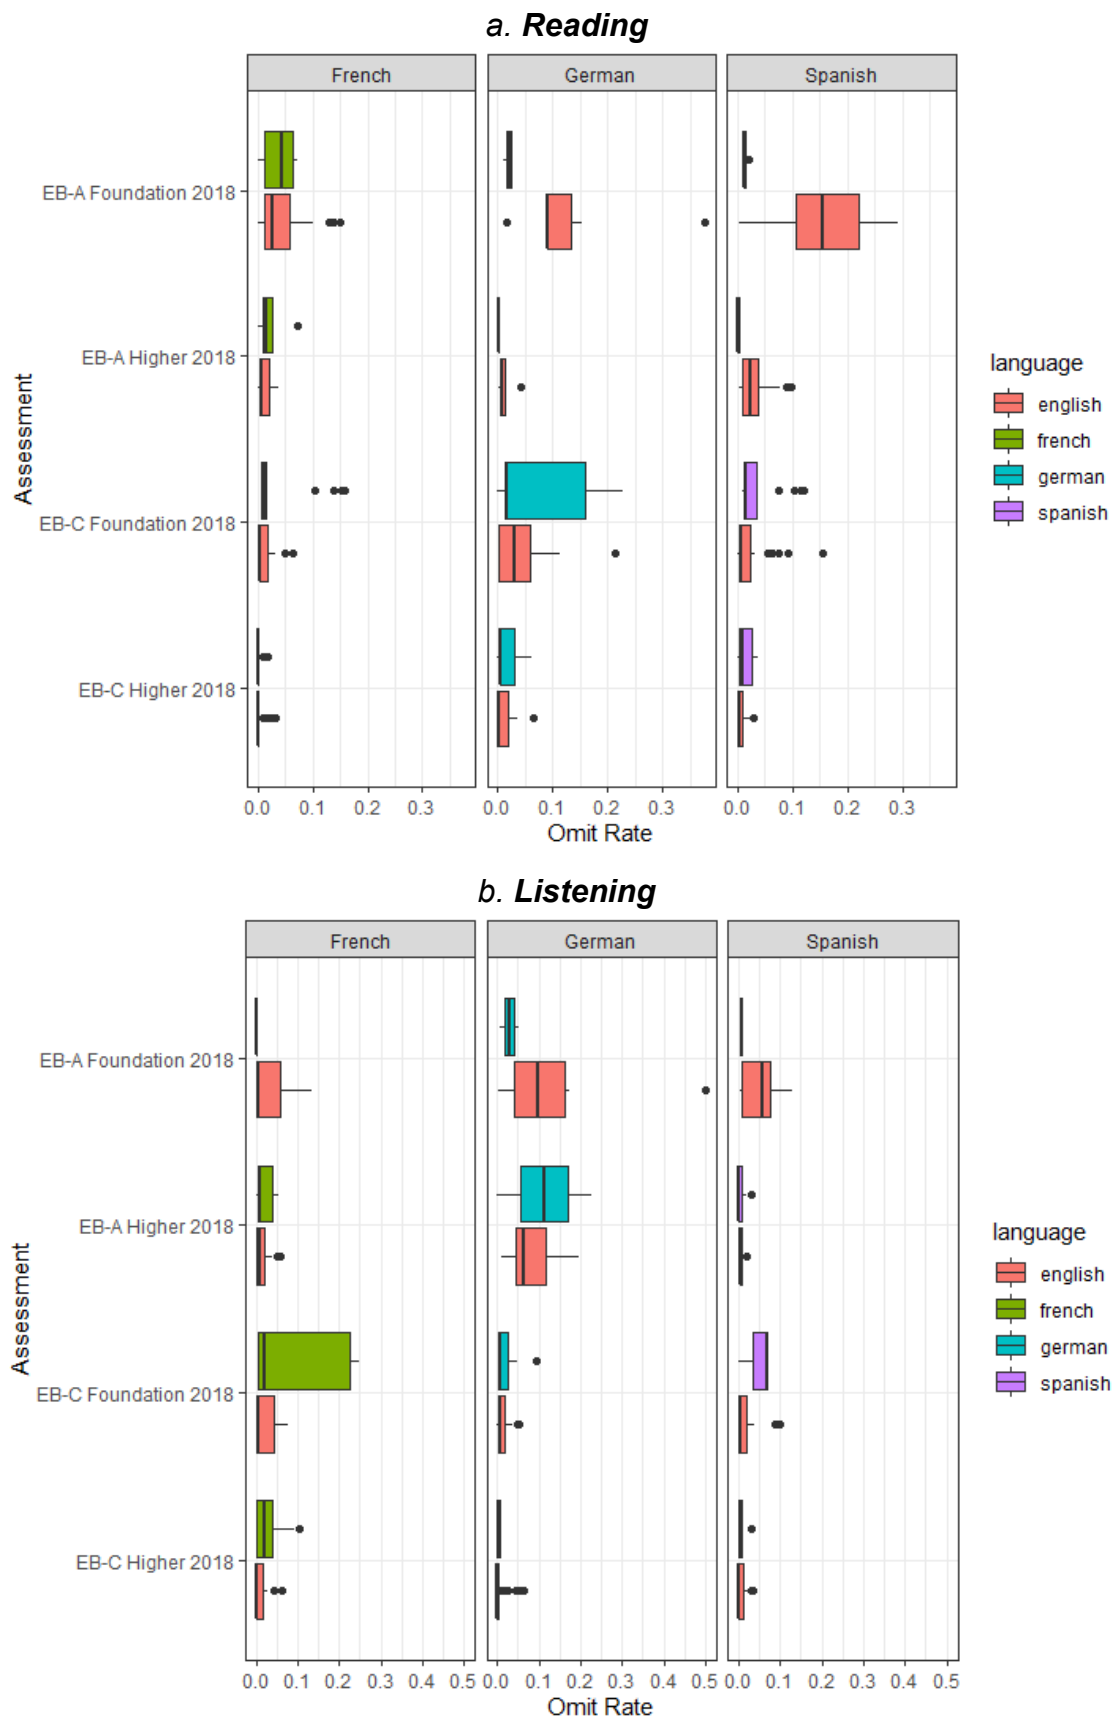 a. Reading
French German Spanish
EB-A Foundation 2018
EB-A Higher 2018
EB-C Foundation 2018
EB-C Higher 2018
Assessment
0.0 0.1 0.2 0.3 0.0 0.1 0.2 0.3 0.0 0.1 0.2 0.3
Omit Rate
language
english
french
german
spanish
b. Listening
French German Spanish
EB-A Foundation 2018
EB-A Higher 2018
EB-C Foundation 2018
EB-C Higher 2018
Assessment
0.0 0.1 0.2 0.3 0.4 0.5 0.0 0.1 0.2 0.3 0.4 0.5 0.0 0.1 0.2 0.3 0.4 0.5
Omit Rate
language
english
french
german
spanish